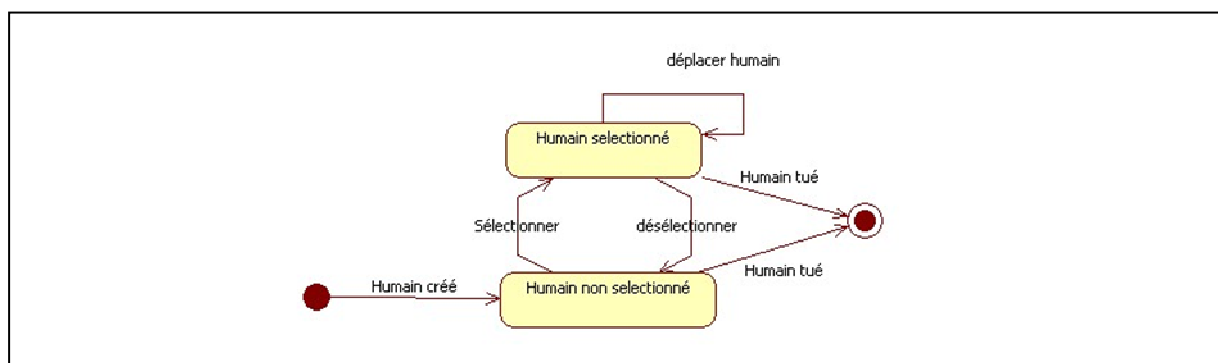 déplacer humain
Humain selectionné
Humain tué
Sélectionner
désélectionner
Humain tué
Humain créé
Humain non selectionné